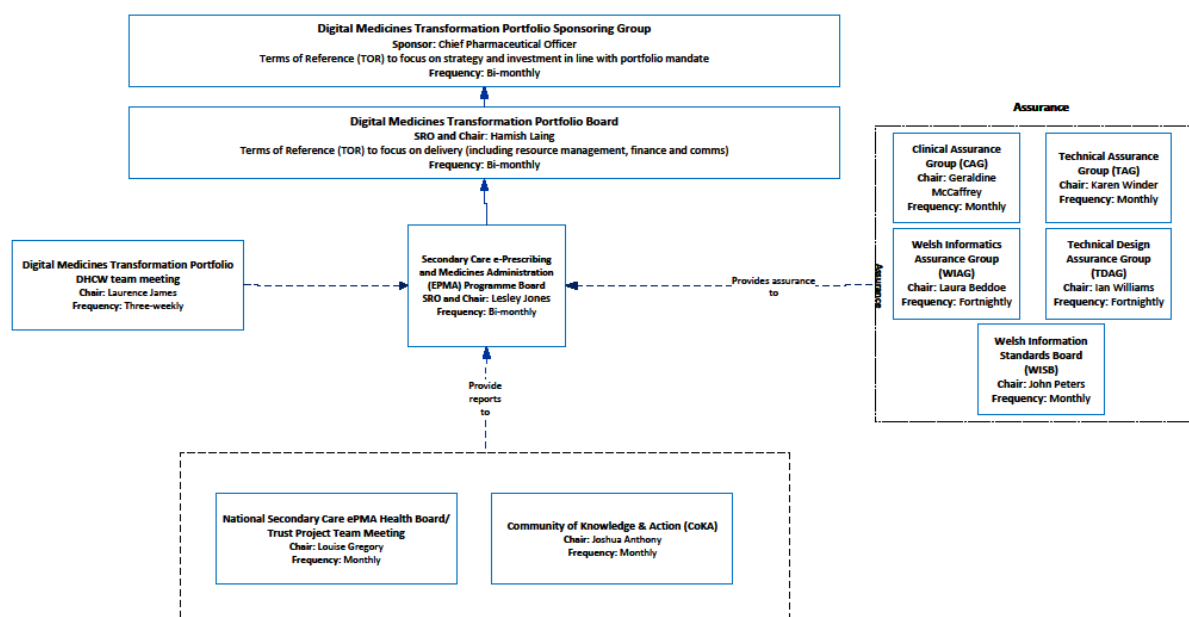 Digital Medicines Transformation Portfolio Sponsoring Group
Sponsor: Chief Pharmaceutical Officer
Terms of Reference (TOR) to focus on strategy and investment in line with portfolio mandate
Frequency: Bi-monthly
Digital Medicines Transformation Portfolio Board
SRO and Chair: Hamish Laing
Terms of Reference (TOR) to focus on delivery (including resource management, finance and comms)
Frequency: Bi-monthly
Assurance
Clinical Assurance
Group (CAG)
Chair: Geraldine
McCaffrey
Frequency: Monthly
Technical Assurance
Group (TAG)
Chair: Karen Winder
Frequency: Monthly
Digital Medicines Transformation Portfolio
DHCW team meeting
Chair: Laurence James
Frequency: Three-weekly
Secondary Care e-Prescribing
and Medicines Administration
(EPMA) Programme Board
SRO and Chair: Lesley Jones
Frequency: Bi-monthly
Provides assurance
to
Assurance
Welsh Informatics
Assurance Group (WIAG)
Chair: Laura Beddoe
Frequency: Fortnightly
Technical Design
Assurance Group (TDAG)
Chair: Ian Williams
Frequency: Fortnightly
Welsh Information
Standards Board
(WISB)
Chair: John Peters
Frequency: Monthly
Provide
reports
to
National Secondary Care ePMA Health Board/
Trust Project Team Meeting
Chair: Louise Gregory
Frequency: Monthly
Community of Knowledge & Action (CoKA)
Chair: Joshua Anthony
Frequency: Monthly